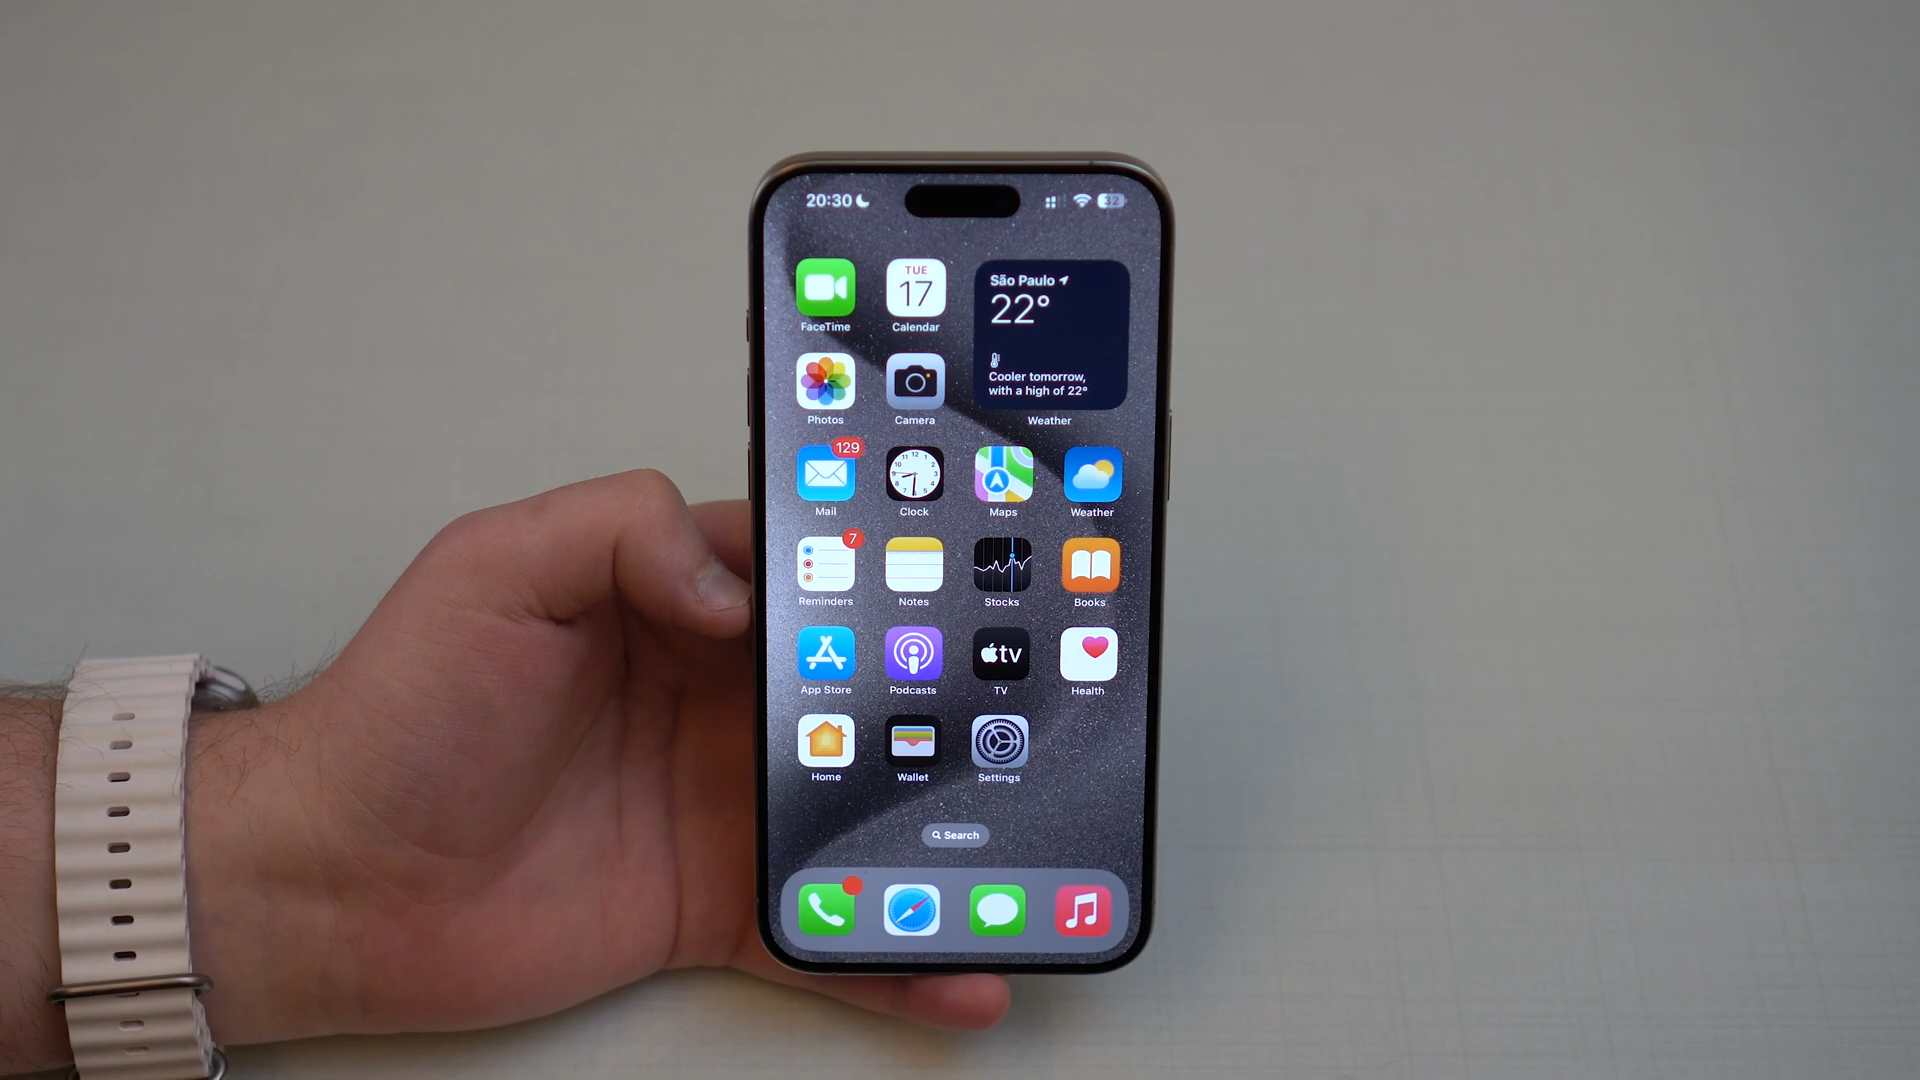 20:30
32
TUE
17
FaceTime
Calendar
São Paulo
22°
Cooler tomorrow,
with a high of 22°
Photos
Camera
Weather
129
Mail
Clock
Maps
Weather
7
Reminders
Notes
Stocks
Books
tv
App Store
Podcasts
TV
Health
Home
Wallet
Settings
Search